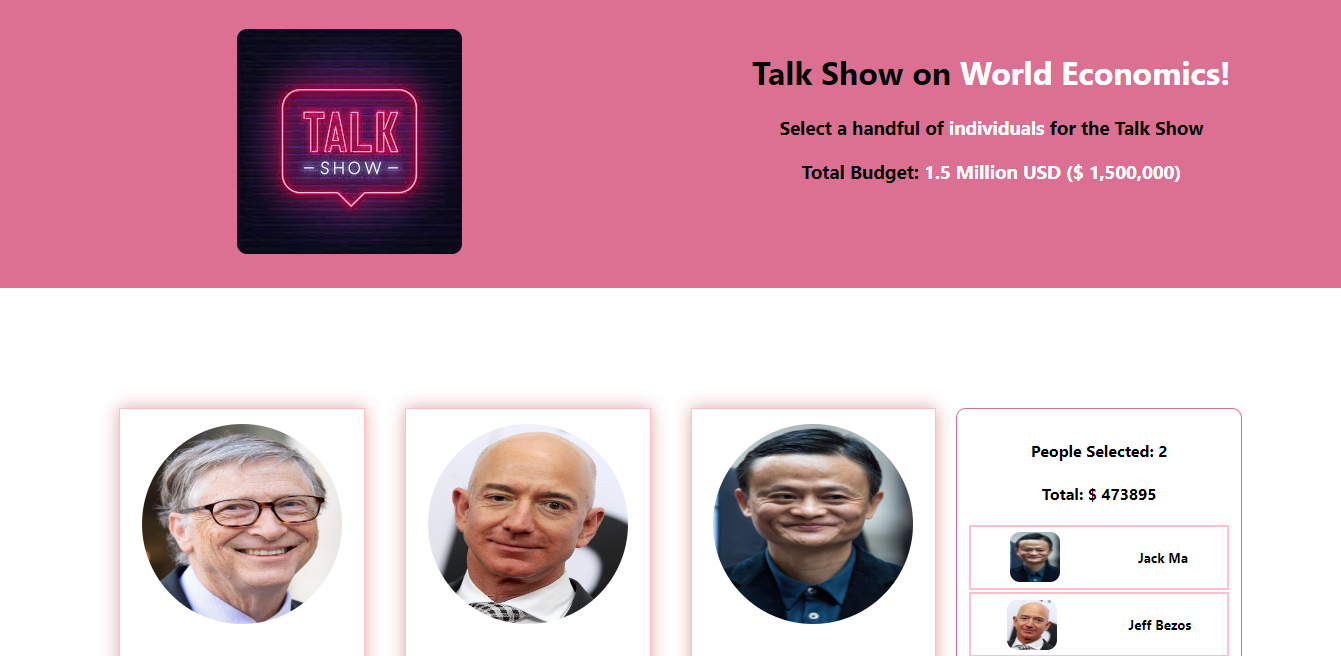 TALK
SHOW
Talk Show on World Economics!
Select a handful of individuals for the Talk Show
Total Budget: 1.5 Million USD ($ 1,500,000)
People Selected: 2
Total: $ 473895
Jack Ma
Jeff Bezos